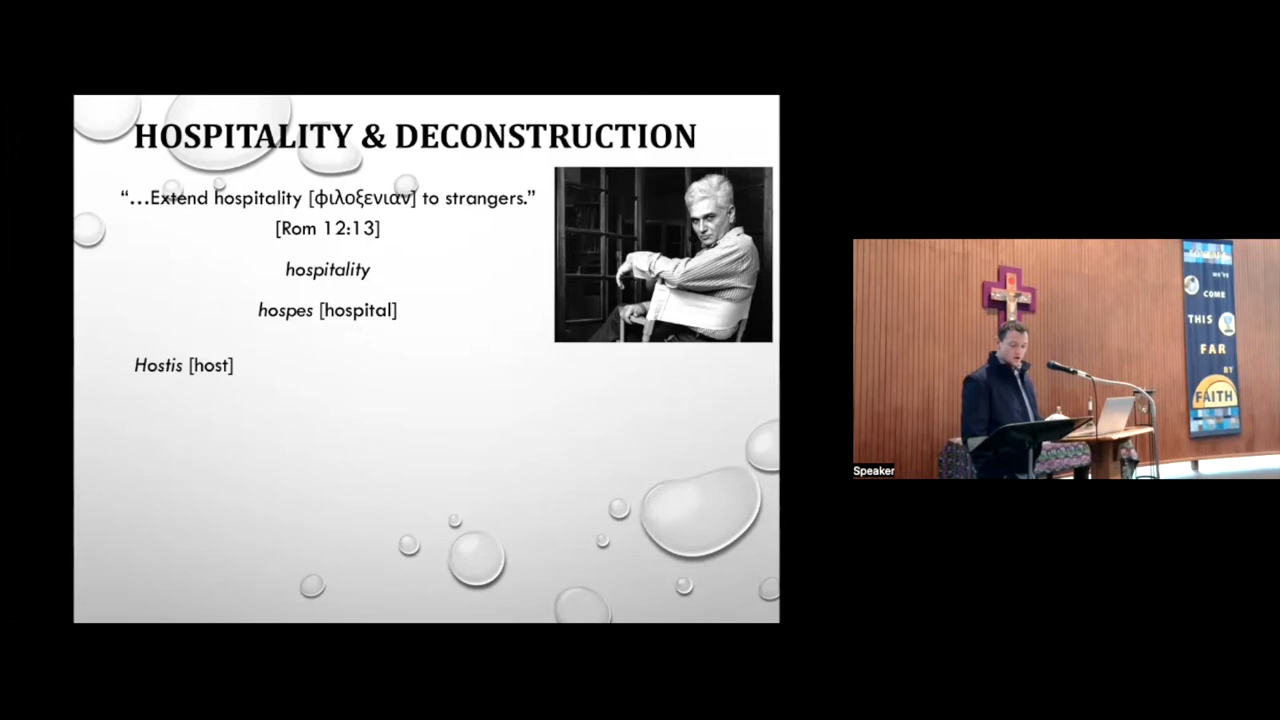 HOSPITALITY & DECONSTRUCTION
“...Extend hospitality [φιλοξενιαν] to strangers.”
[Rom 12:13]
hospitality
hospes [hospital]
Hostis [host]
WE'VE
COME
THIS
FAR
BY
FAITH
Speaker